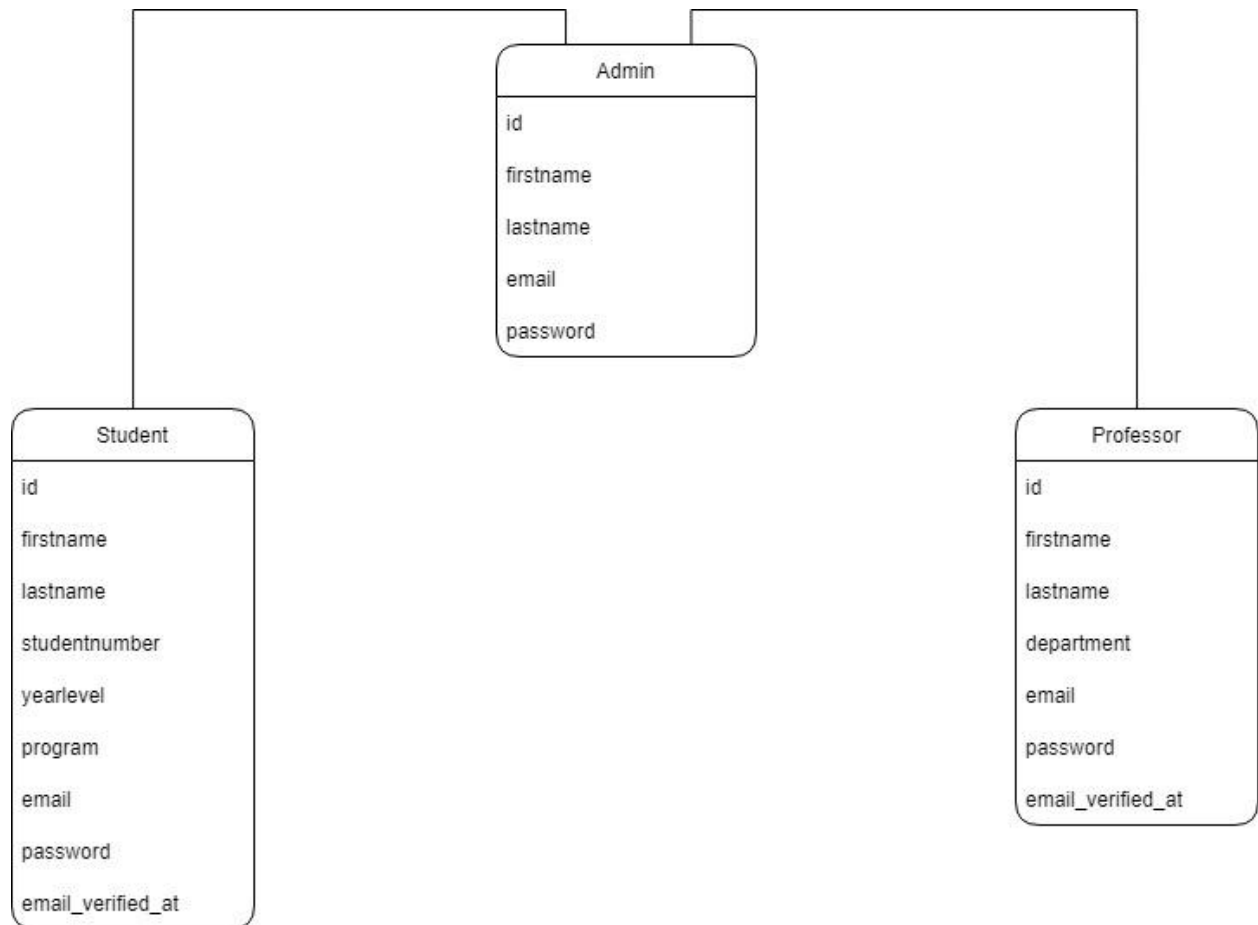 Admin
id
firstname
lastname
email
password
Student
id
firstname
lastname
studentnumber
yearlevel
program
email
password
email_verified_at
Professor
id
firstname
lastname
department
email
password
email_verified_at